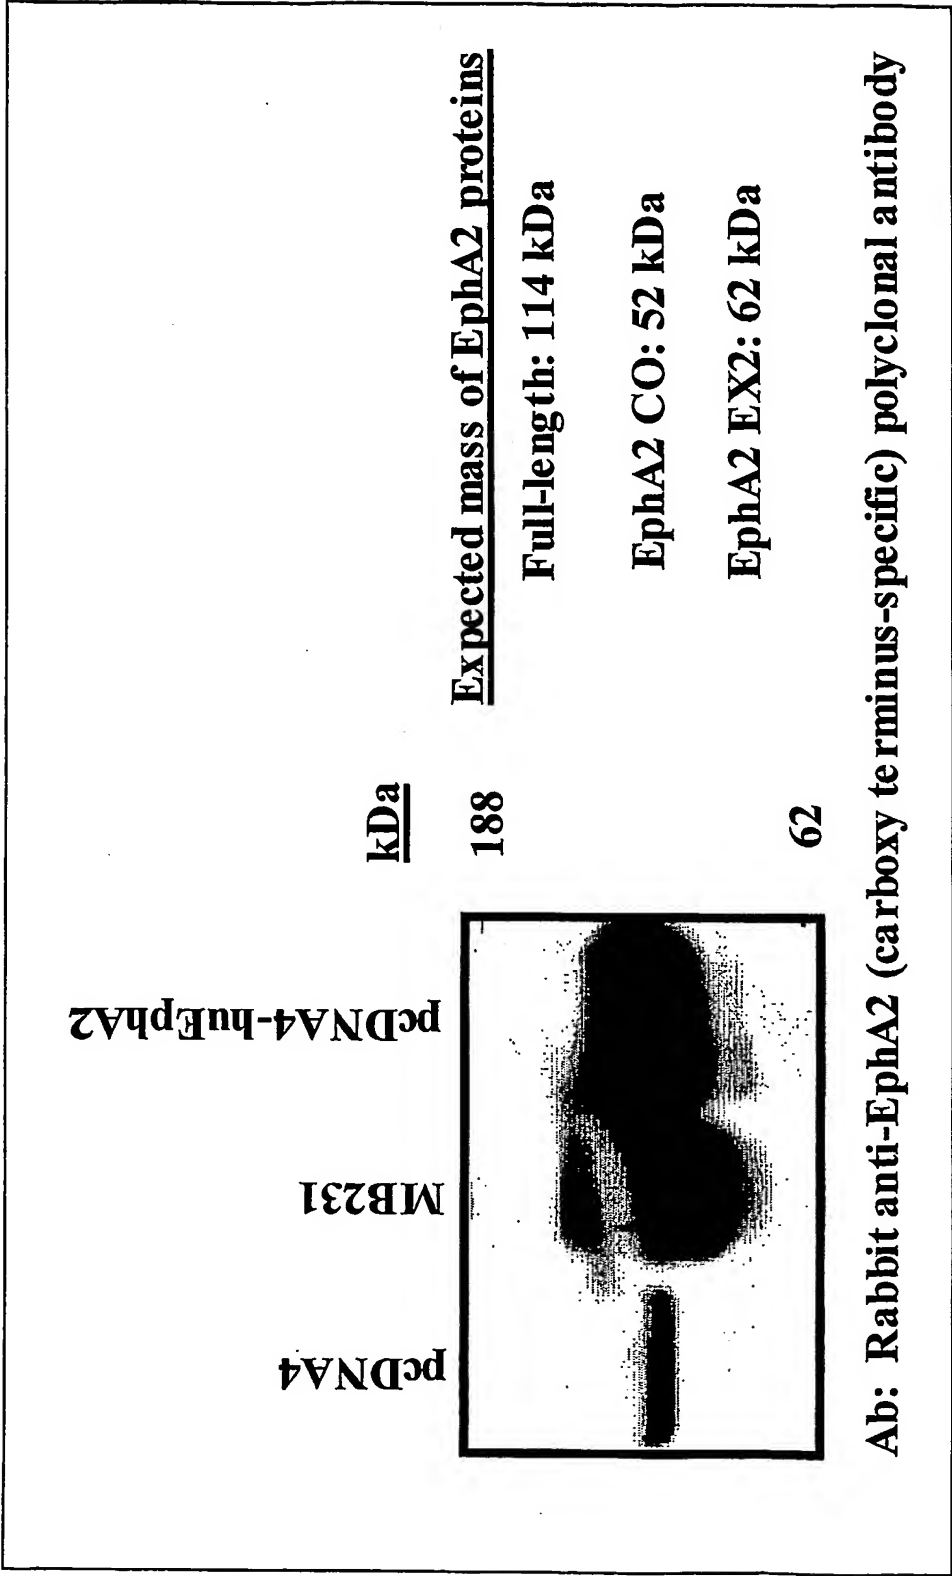 pcDNA4
MB231
pcDNA4-huEphA2
kDa
188
62
Expected mass of EphA2 proteins
Full-length: 114 kDa
EphA2 CO: 52 kDa
EphA2 EX2: 62 kDa
Ab: Rabbit anti-EphA2 (carboxy terminus-specific) polyclonal antibody